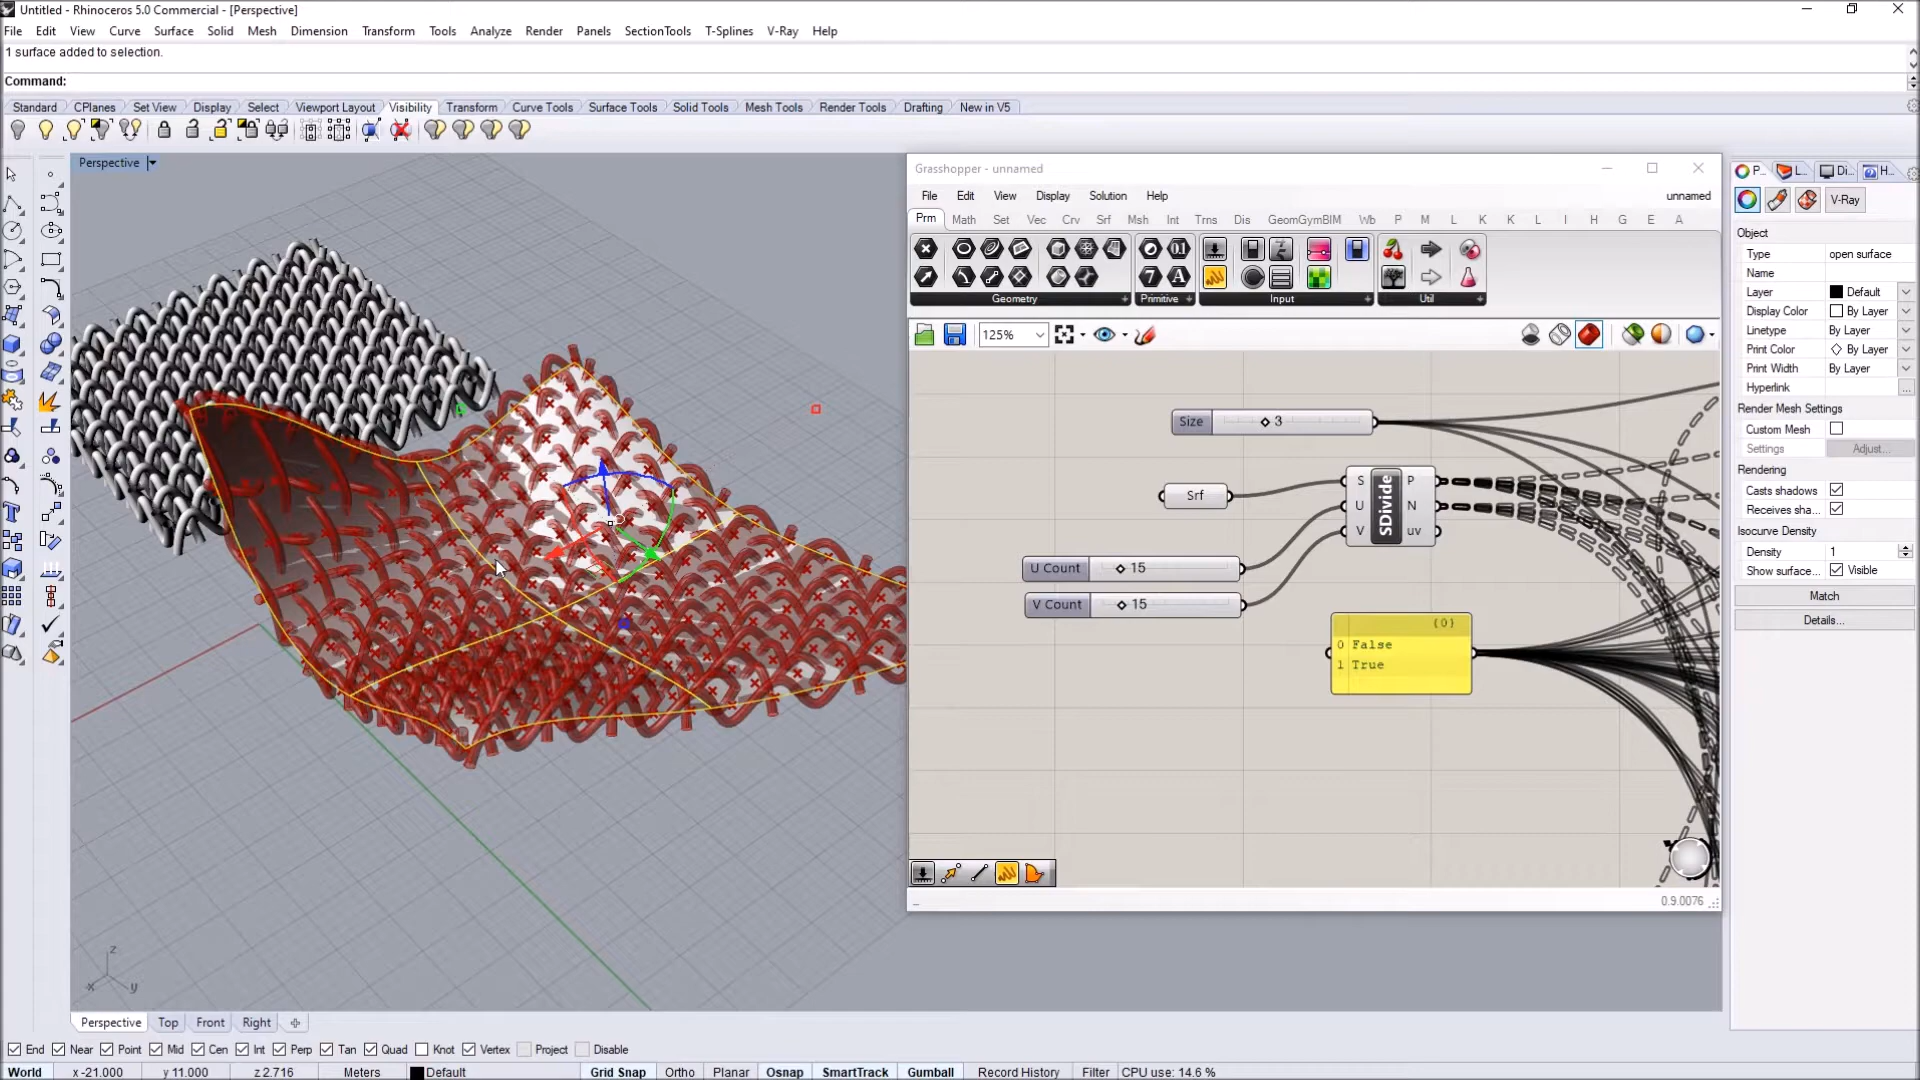 Untitled - Rhinoceros 5.0 Commercial - [Perspective]
File Edit View Curve Surface Solid Mesh Dimension Transform Tools Analyze Render Panels SectionTools T-Splines V-Ray Help
1 surface added to selection.
Command:
Standard CPlanes Set View Display Select Viewport Layout Visibility Transform Curve Tools Surface Tools Solid Tools Mesh Tools Render Tools Drafting New in V5
Perspective
Grasshopper - unnamed
File Edit View Display Solution Help unnamed
Prm Math Set Vec Crv Srf Msh Int Trns Dis GeomGymBIM Wb P M L K K L I H G E A
Geometry Primitive Input Util
125%
Size 3
Srf
S U V SDivide P N uv
U Count 15
V Count 15
{0}
0 False
1 True
0.9.0076
P... L... Di... H...
V-Ray
Object
Type open surface
Name
Layer Default
Display Color By Layer
Linetype By Layer
Print Color By Layer
Print Width By Layer
Hyperlink ...
Render Mesh Settings
Custom Mesh
Settings Adjust...
Rendering
Casts shadows
Receives sha...
Isocurve Density
Density 1
Show surface... Visible
Match
Details...
z
x y
Perspective Top Front Right
End Near Point Mid Cen Int Perp Tan Quad Knot Vertex Project Disable
World x -21.000 y 11.000 z 2.716 Meters Default Grid Snap Ortho Planar Osnap SmartTrack Gumball Record History Filter CPU use: 14.6 %